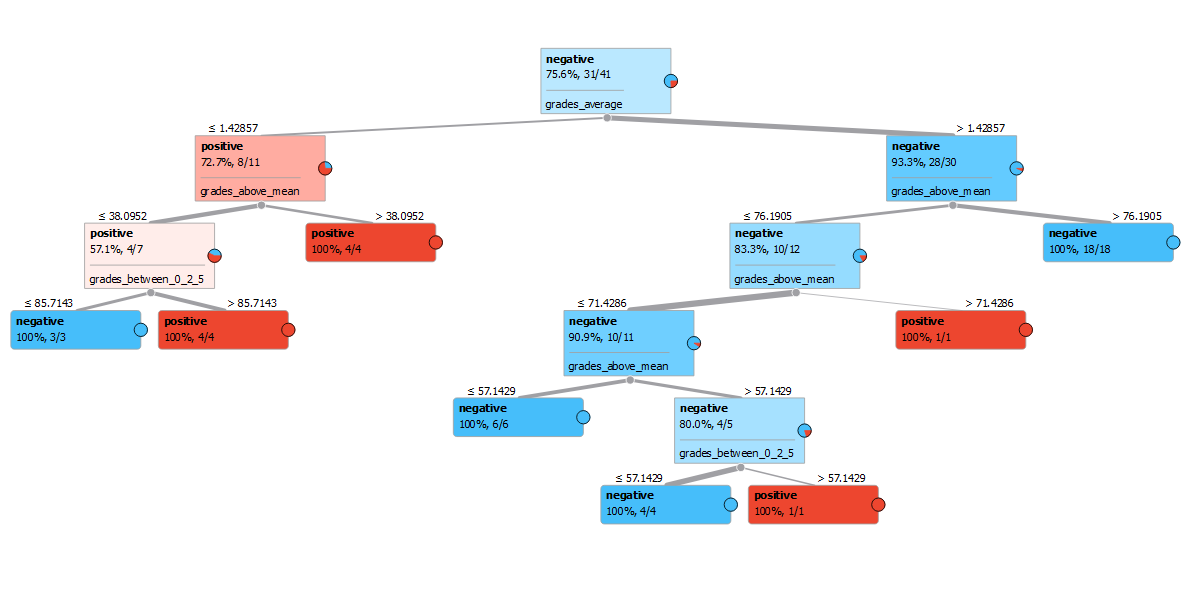 negative
75.6%, 31/41
grades_average
≤ 1.42857
> 1.42857
positive
72.7%, 8/11
grades_above_mean
negative
93.3%, 28/30
grades_above_mean
≤ 38.0952
> 38.0952
≤ 76.1905
> 76.1905
positive
57.1%, 4/7
grades_between_0_2_5
positive
100%, 4/4
negative
83.3%, 10/12
grades_above_mean
negative
100%, 18/18
≤ 85.7143
> 85.7143
≤ 71.4286
> 71.4286
negative
100%, 3/3
positive
100%, 4/4
negative
90.9%, 10/11
grades_above_mean
positive
100%, 1/1
≤ 57.1429
> 57.1429
negative
100%, 6/6
negative
80.0%, 4/5
grades_between_0_2_5
≤ 57.1429
> 57.1429
negative
100%, 4/4
positive
100%, 1/1